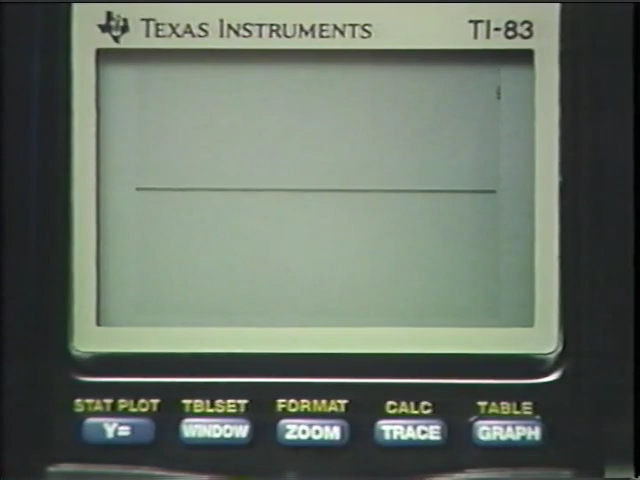 TEXAS INSTRUMENTS TI-83
STAT PLOT TBLSET FORMAT CALC TABLE
Y= WINDOW ZOOM TRACE GRAPH